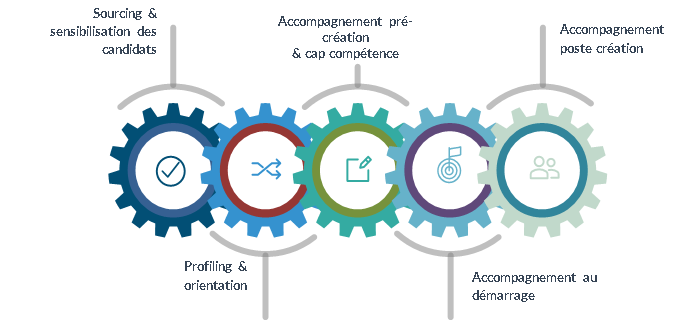 Sourcing &
sensibilisation des
candidats
Profiling &
orientation
Accompagnement pré-
création
& cap compétence
Accompagnement au
démarrage
Accompagnement
poste création